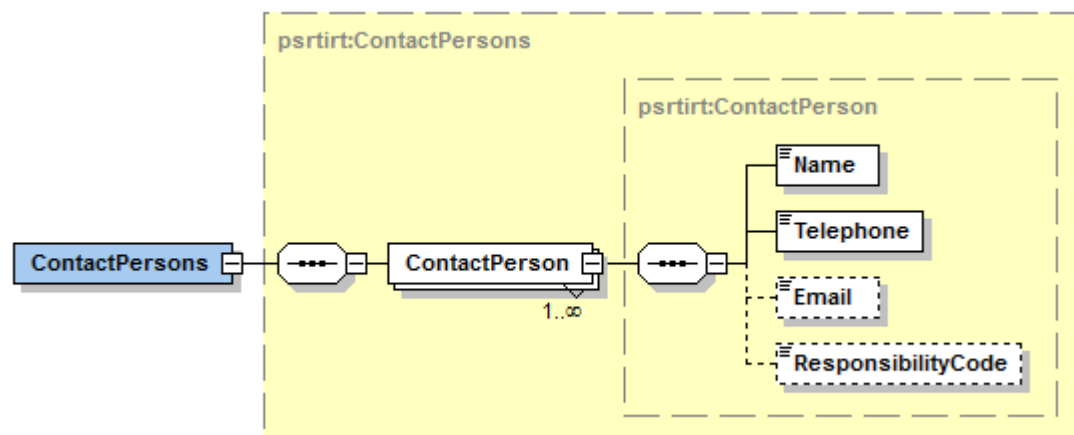 psrtirt:ContactPersons
psrtirt:ContactPerson
Name
Telephone
ContactPersons
ContactPerson
1..∞
Email
ResponsibilityCode